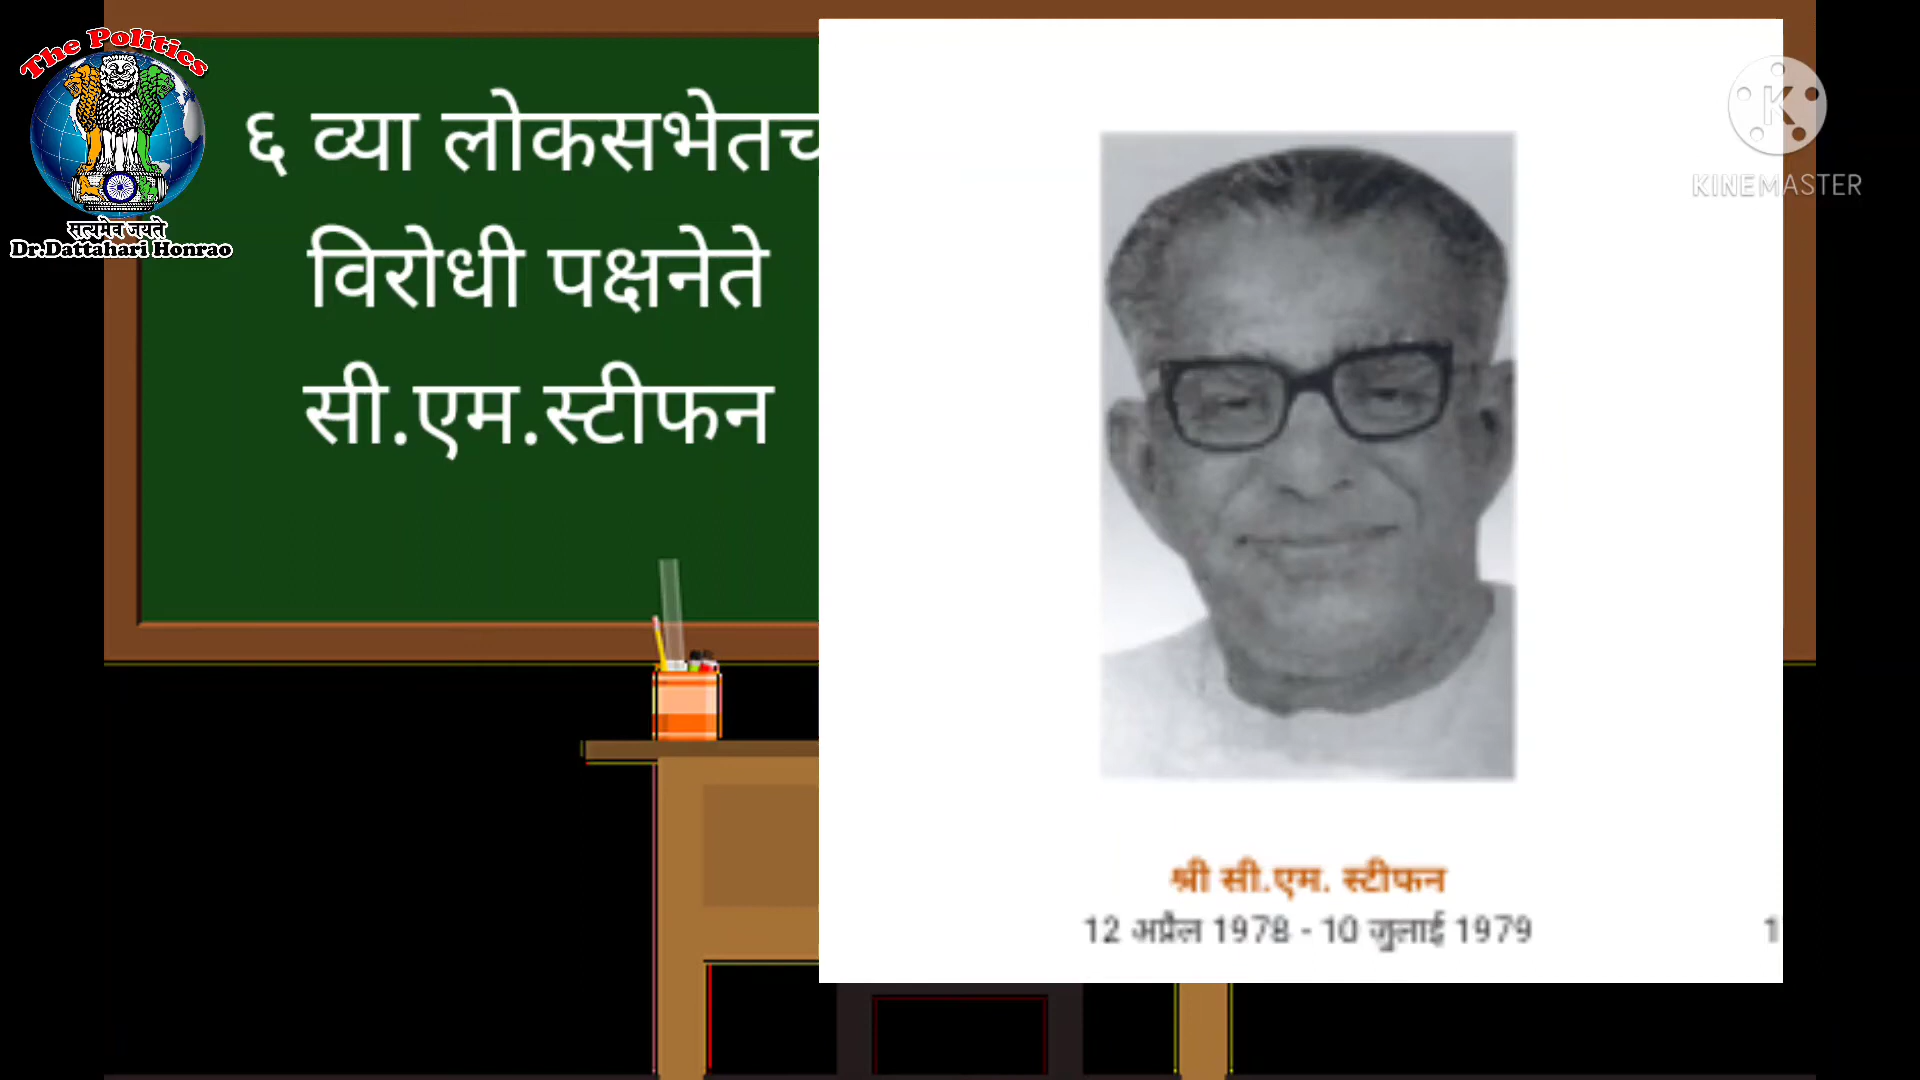 The Politics
सत्यमेव जयते
Dr.Dattahari Honrao
६ व्या लोकसभेतच
विरोधी पक्षनेते
सी.एम.स्टीफन
K
KINEMASTER
श्री सी.एम. स्टीफन
12 अप्रैल 1978 - 10 जुलाई 1979
1